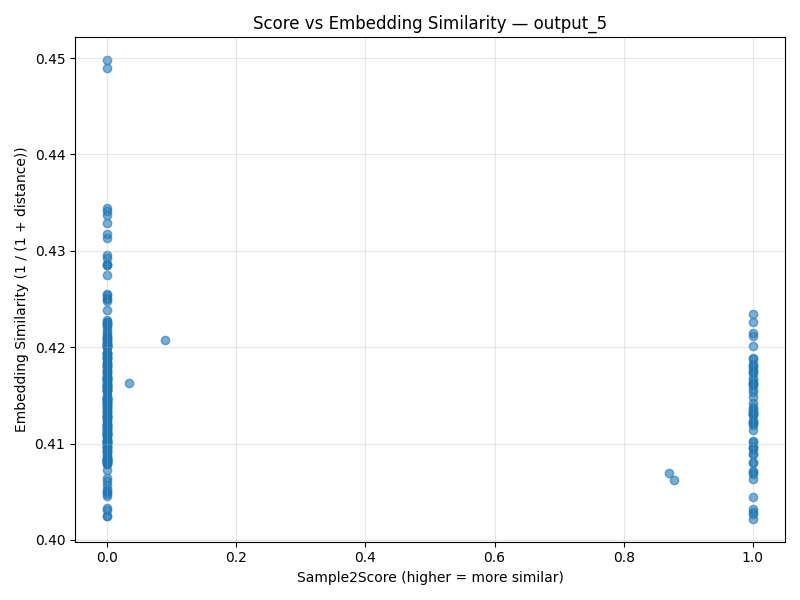 Score vs Embedding Similarity — output_5
Embedding Similarity (1 / (1 + distance))
0.45
0.44
0.43
0.42
0.41
0.40
0.0 0.2 0.4 0.6 0.8 1.0
Sample2Score (higher = more similar)